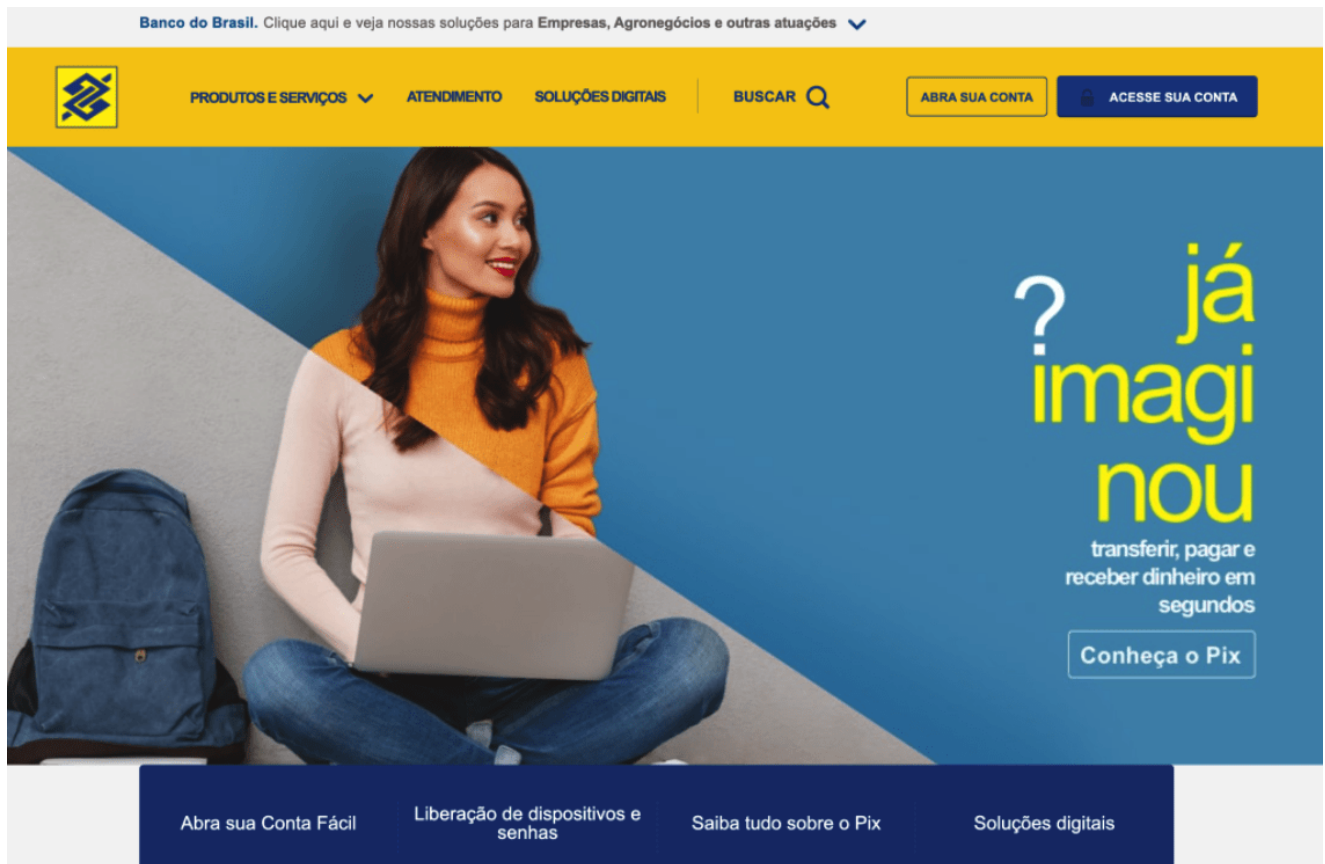 Banco do Brasil. Clique aqui e veja nossas soluções para Empresas, Agronegócios e outras atuações
PRODUTOS E SERVIÇOS
ATENDIMENTO
SOLUÇÕES DIGITAIS
BUSCAR
ABRA SUA CONTA
ACESSE SUA CONTA
? já
imagi
nou
transferir, pagar e
receber dinheiro em
segundos
Conheça o Pix
Abra sua Conta Fácil
Liberação de dispositivos e
senhas
Saiba tudo sobre o Pix
Soluções digitais